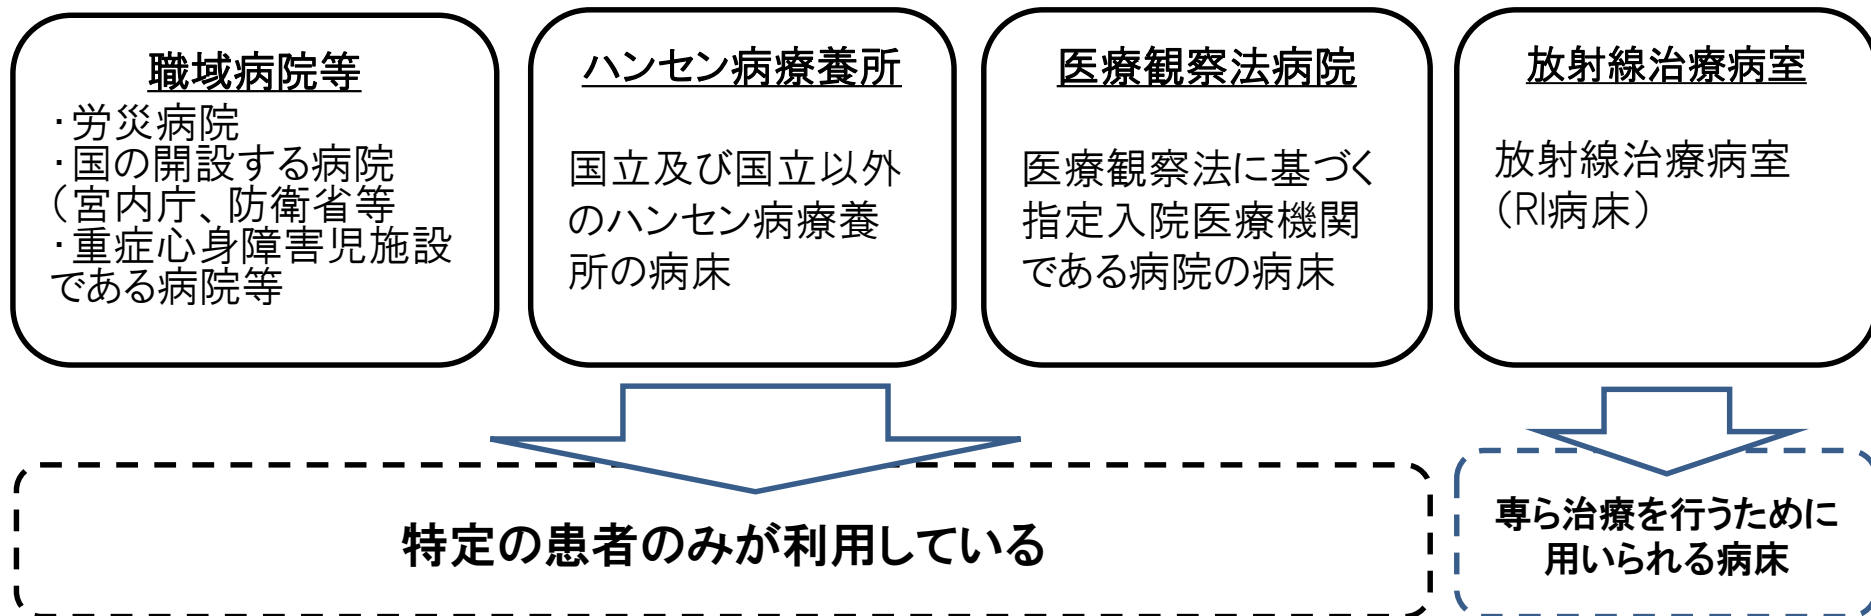 職域病院等
・労災病院
・国の開設する病院
（宮内庁、防衛省等
・重症心身障害児施設
である病院等
ハンセン病療養所
国立及び国立以外
のハンセン病療養
所の病床
医療観察法病院
医療観察法に基づく
指定入院医療機関
である病院の病床
放射線治療病室
放射線治療病室
（RI病床）
特定の患者のみが利用している
専ら治療を行うために
用いられる病床